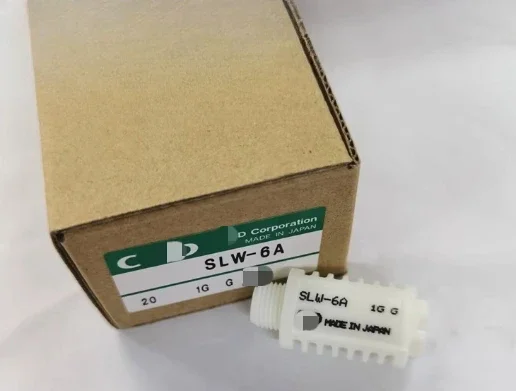 C D
D Corporation
MADE IN JAPAN
SLW-6A
20 1G G
SLW-6A 1G G
MADE IN JAPAN